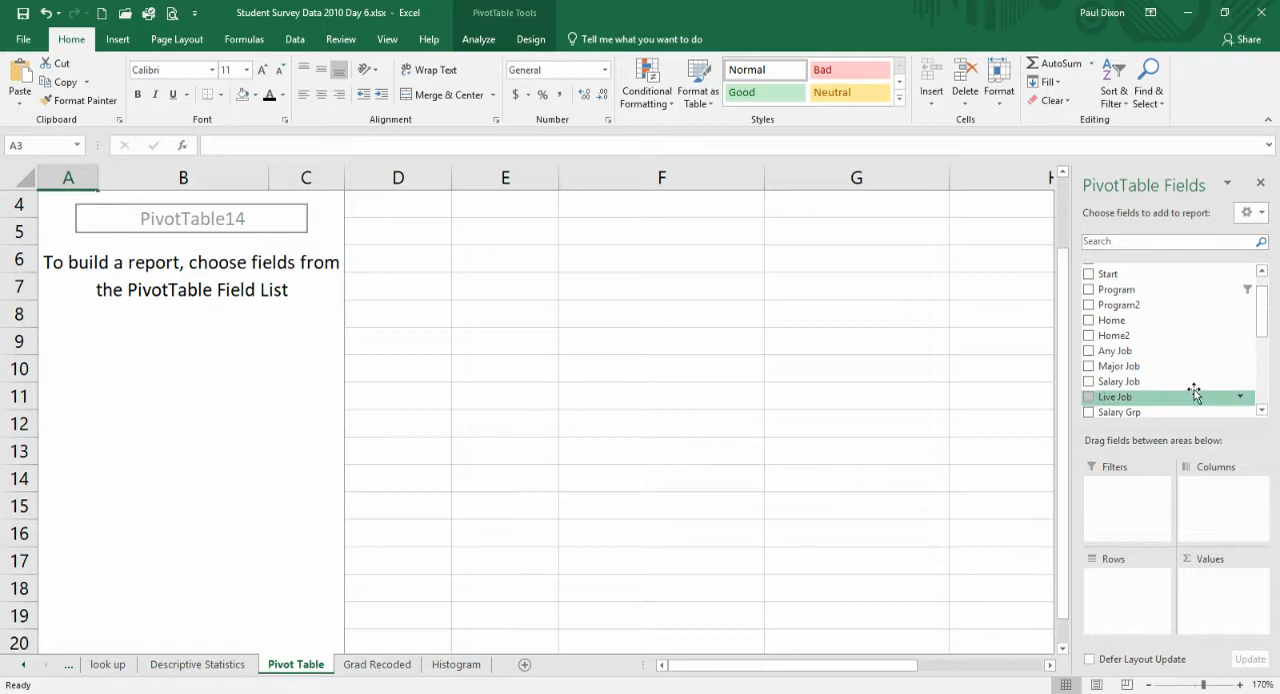 Student Survey Data 2010 Day 6.xlsx - Excel
PivotTable Tools
Paul Dixon
File Home Insert Page Layout Formulas Data Review View Help Analyze Design Tell me what you want to do Share
Paste
Cut
Copy
Format Painter
Clipboard
Calibri 11
B I U
Font
Wrap Text
Merge & Center
Alignment
General
$ % ,
Number
Conditional Formatting
Format as Table
Normal Bad
Good Neutral
Styles
Insert Delete Format
Cells
AutoSum
Fill
Clear
Sort & Filter
Find & Select
Editing
A3
fx
A B C D E F G H
4
5
6
7
8
9
10
11
12
13
14
15
16
17
18
19
20
PivotTable14
To build a report, choose fields from
the PivotTable Field List
PivotTable Fields
Choose fields to add to report:
Search
Start
Program
Program2
Home
Home2
Any Job
Major Job
Salary Job
Live Job
Salary Grp
Drag fields between areas below:
Filters Columns
Rows Σ Values
Defer Layout Update Update
... look up Descriptive Statistics Pivot Table Grad Recoded Histogram
Ready
170%